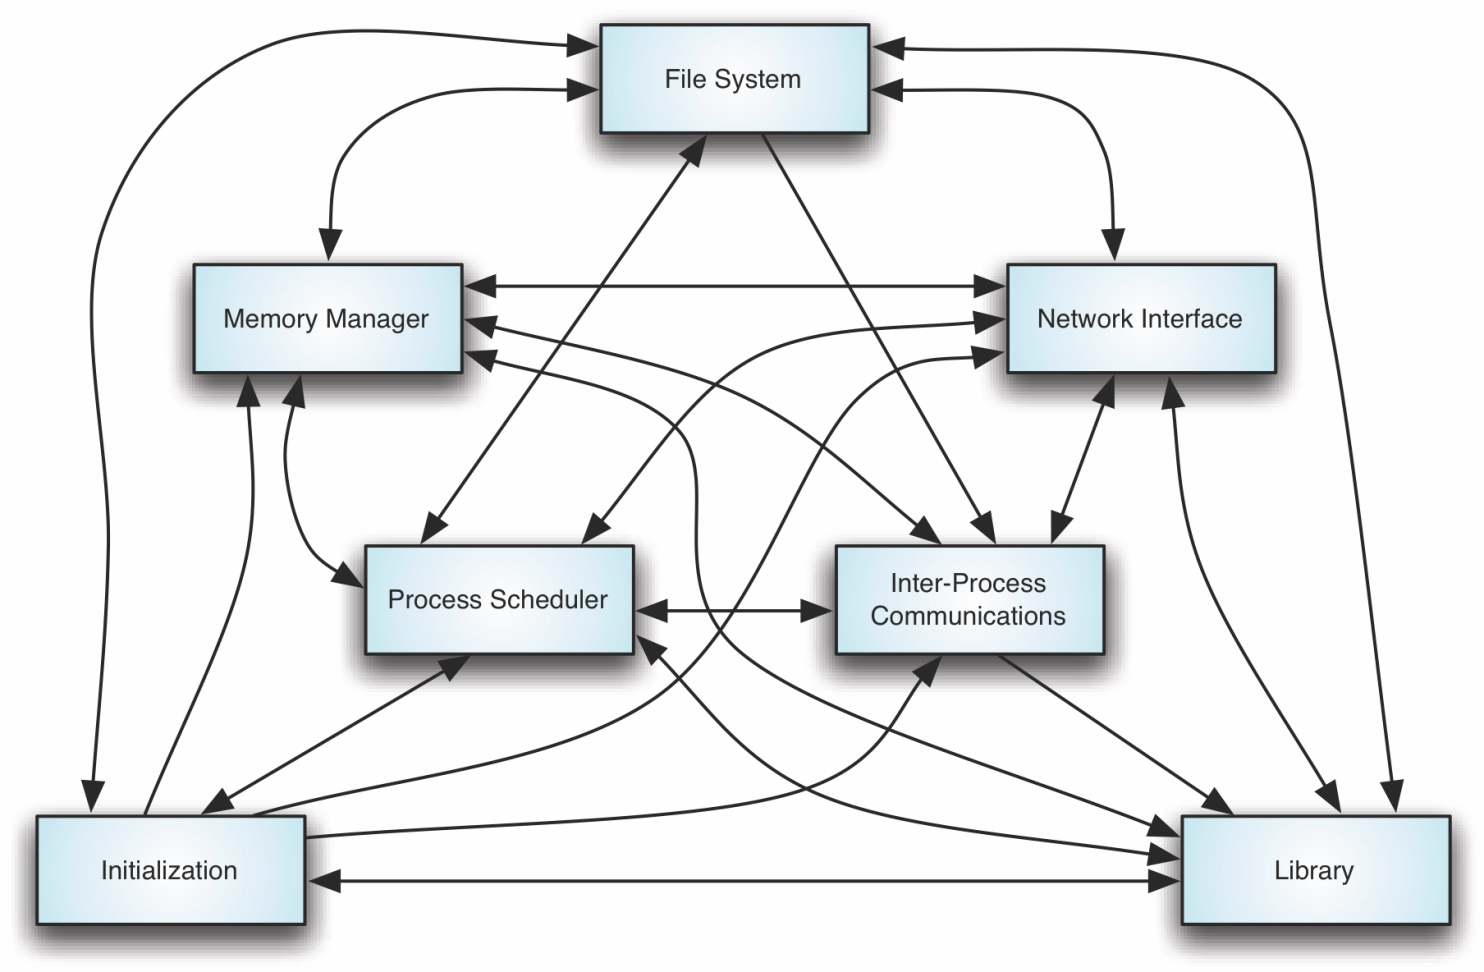 File System
Memory Manager
Network Interface
Process Scheduler
Inter-Process
Communications
Initialization
Library